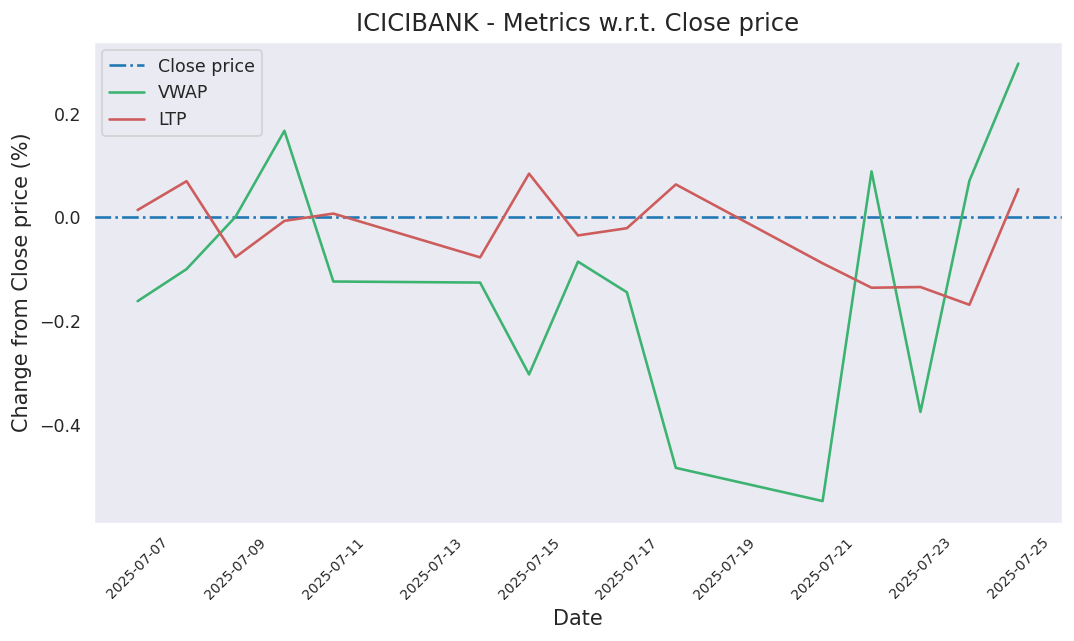 ICICIBANK - Metrics w.r.t. Close price
Close price
VWAP
LTP
Change from Close price (%)
0.2
0.0
−0.2
−0.4
2025-07-07
2025-07-09
2025-07-11
2025-07-13
2025-07-15
2025-07-17
2025-07-19
2025-07-21
2025-07-23
2025-07-25
Date